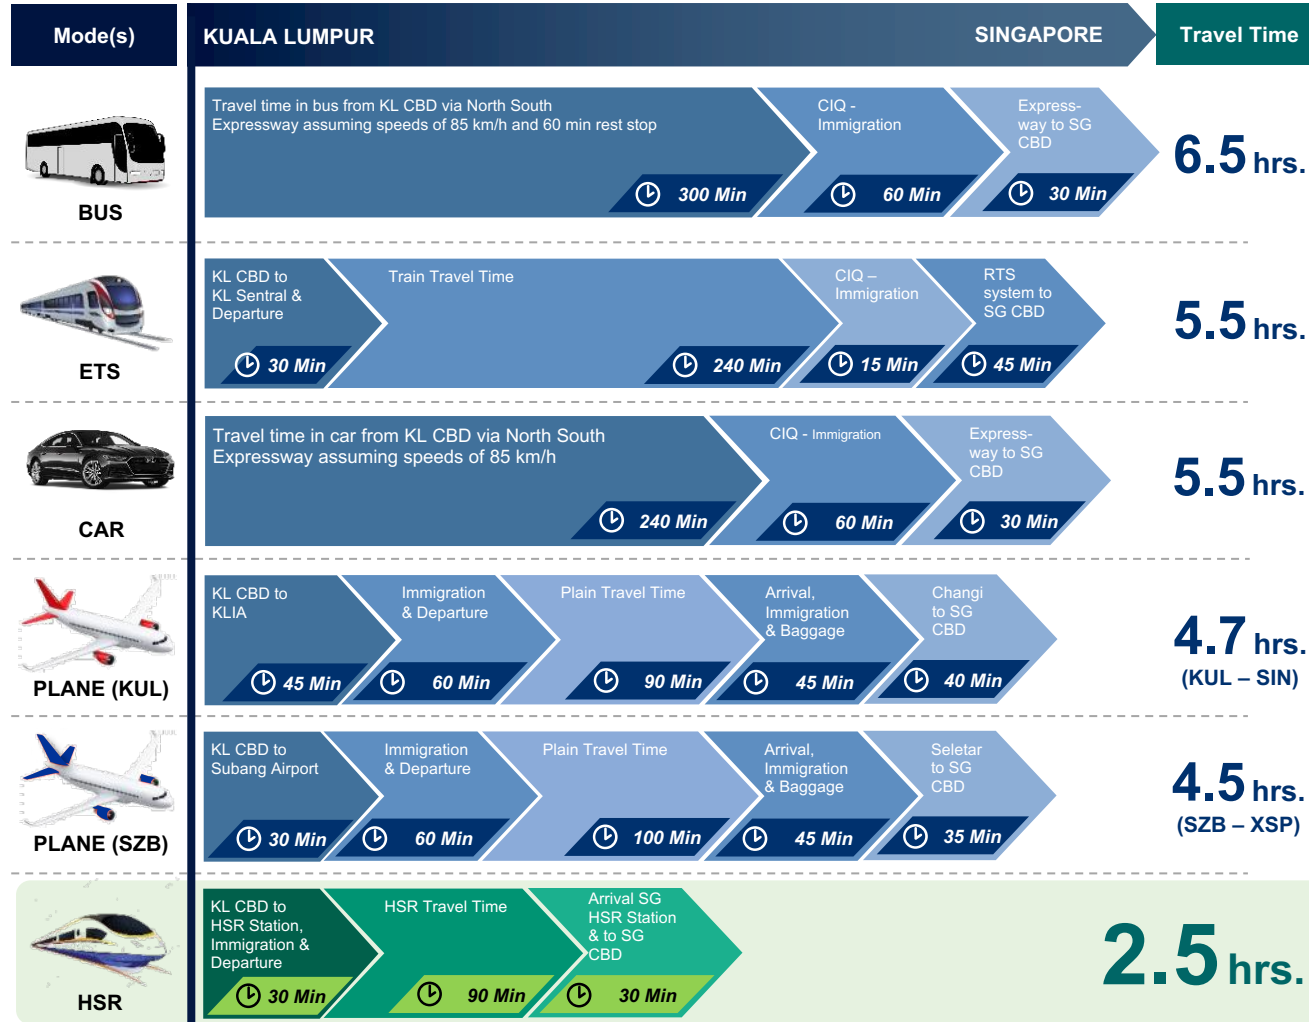 Mode(s)
KUALA LUMPUR
SINGAPORE
Travel Time
Travel time in bus from KL CBD via North South
Expressway assuming speeds of 85 km/h and 60 min rest stop
300 Min
CIQ -
Immigration
60 Min
Express-
way to SG
CBD
30 Min
6.5 hrs.
BUS
KL CBD to
KL Sentral &
Departure
30 Min
Train Travel Time
240 Min
CIQ –
Immigration
15 Min
RTS
system to
SG CBD
45 Min
5.5 hrs.
ETS
Travel time in car from KL CBD via North South
Expressway assuming speeds of 85 km/h
240 Min
CIQ - Immigration
60 Min
Express-
way to SG
CBD
30 Min
5.5 hrs.
CAR
KL CBD to
KLIA
45 Min
Immigration
& Departure
60 Min
Plain Travel Time
90 Min
Arrival,
Immigration
& Baggage
45 Min
Changi
to SG
CBD
40 Min
4.7 hrs.
(KUL – SIN)
PLANE (KUL)
KL CBD to
Subang Airport
30 Min
Immigration
& Departure
60 Min
Plain Travel Time
100 Min
Arrival,
Immigration
& Baggage
45 Min
Seletar
to SG
CBD
35 Min
4.5 hrs.
(SZB – XSP)
PLANE (SZB)
KL CBD to
HSR Station,
Immigration &
Departure
30 Min
HSR Travel Time
90 Min
Arrival SG
HSR Station
& to SG
CBD
30 Min
2.5 hrs.
HSR